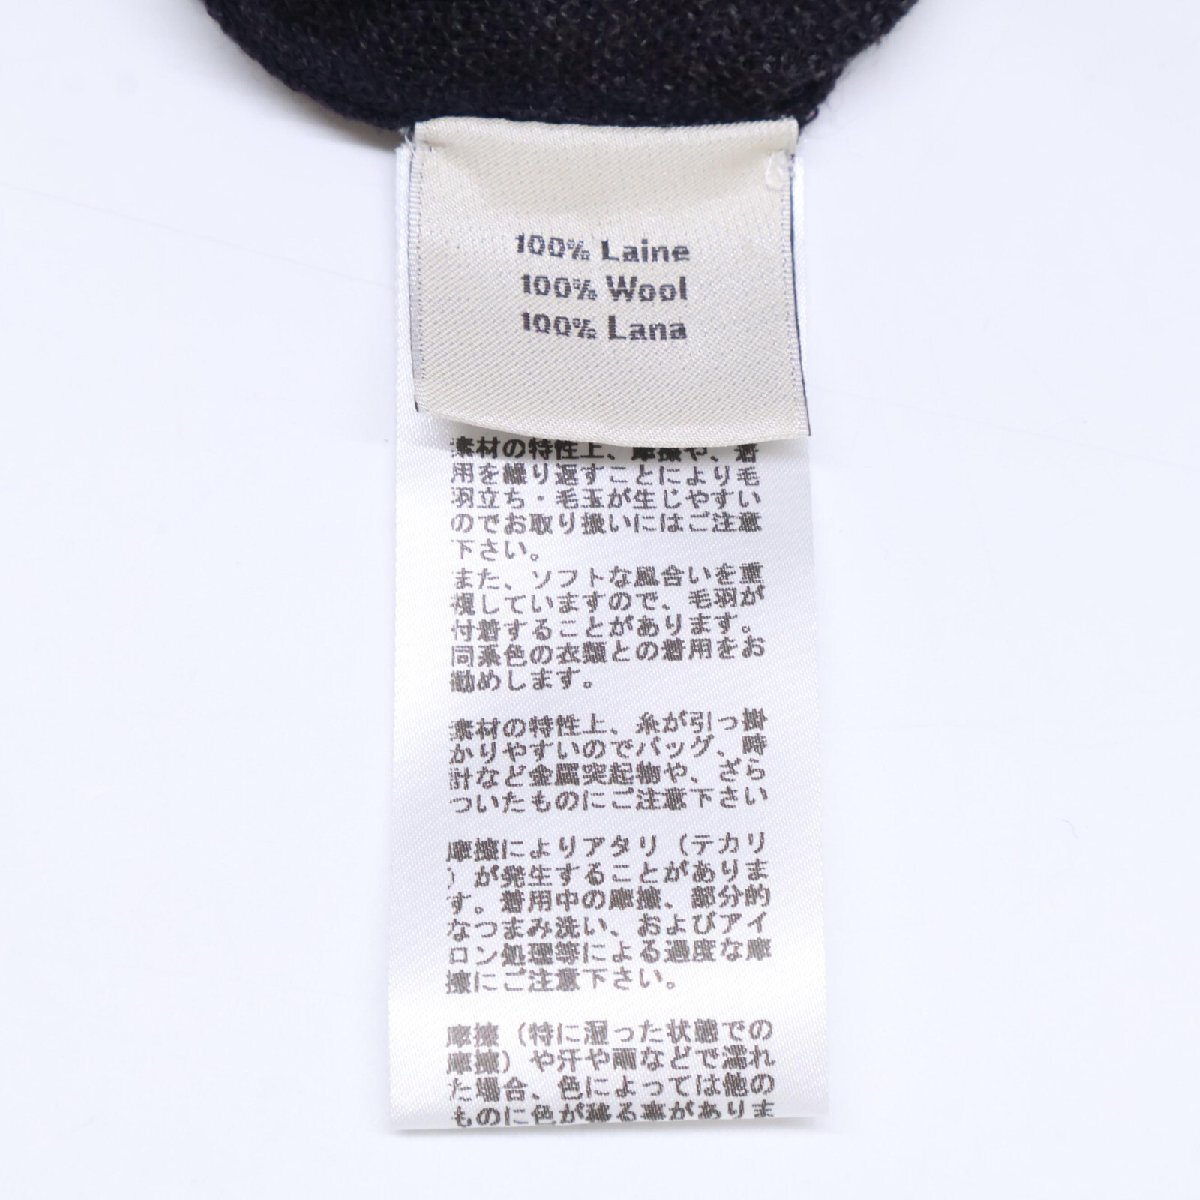 100% Laine
100% Wool
100% Lana
素材の特性上、摩擦や、着
用を繰り返すことにより毛
羽立ち・毛玉が生じやすい
のでお取り扱いにはご注意
下さい。
また、ソフトな風合いを重
視していますので、毛羽が
付着することがあります。
同系色の衣類との着用をお
勧めします。
素材の特性上、糸が引っ掛
かりやすいのでバッグ、時
計など金属突起物や、ざら
ついたものにご注意下さい
摩擦によりアタリ（テカリ
）が発生することがありま
す。着用中の摩擦、部分的
なつまみ洗い、およびアイ
ロン処理等による過度な摩
擦にご注意下さい。
摩擦（特に湿った状態での
摩擦）や汗や雨などで濡れ
た場合、色によっては他の
ものに色が移る事がありま